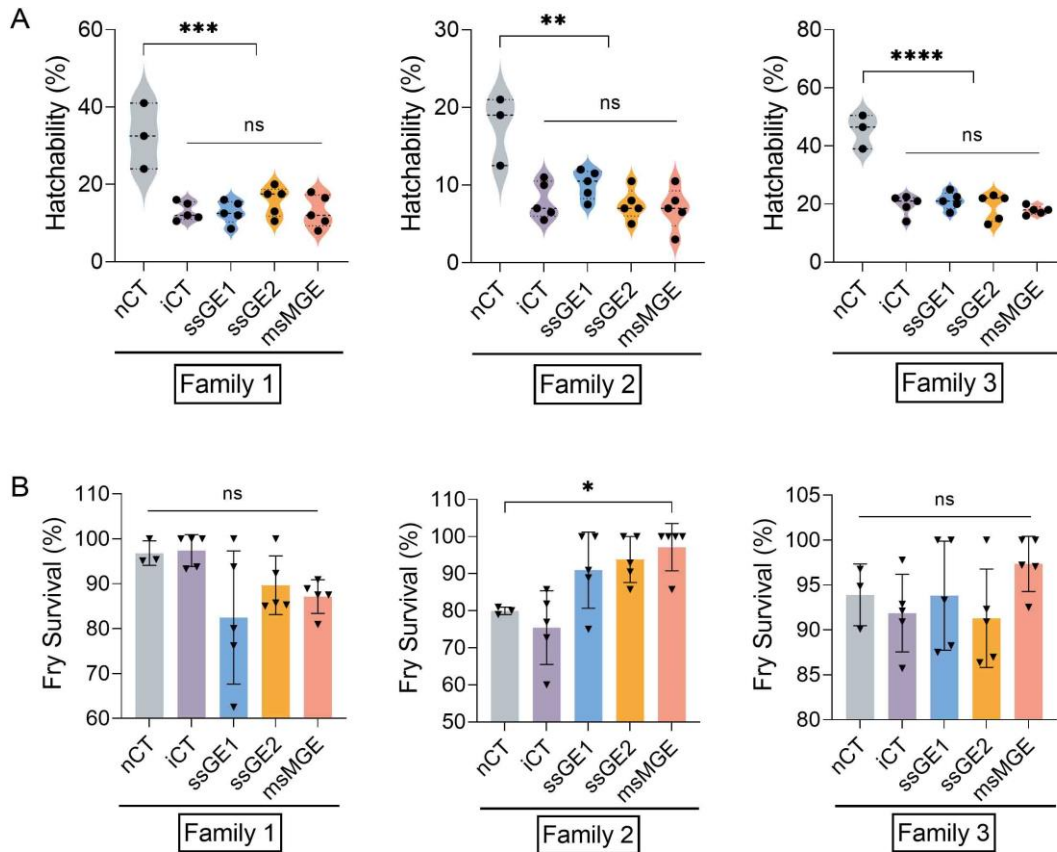 A
Hatchability (%)
60
40
20
0
***
ns
nCT
iCT
ssGE1
ssGE2
msMGE
Family 1
Hatchability (%)
30
20
10
0
**
ns
nCT
iCT
ssGE1
ssGE2
msMGE
Family 2
Hatchability (%)
80
60
40
20
0
****
ns
nCT
iCT
ssGE1
ssGE2
msMGE
Family 3
B
Fry Survival (%)
110
100
90
80
70
60
ns
nCT
iCT
ssGE1
ssGE2
msMGE
Family 1
Fry Survival (%)
110
100
90
80
70
60
50
*
nCT
iCT
ssGE1
ssGE2
msMGE
Family 2
Fry Survival (%)
105
100
95
90
85
80
ns
nCT
iCT
ssGE1
ssGE2
msMGE
Family 3